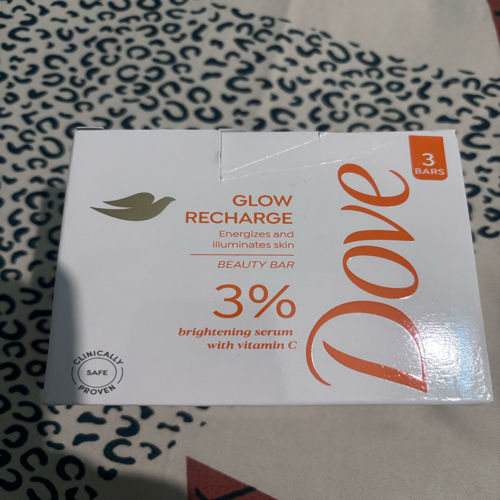 3
BARS
GLOW
RECHARGE
Energizes and
illuminates skin
BEAUTY BAR
3%
brightening serum
with vitamin C
Dove
CLINICALLY
SAFE
PROVEN